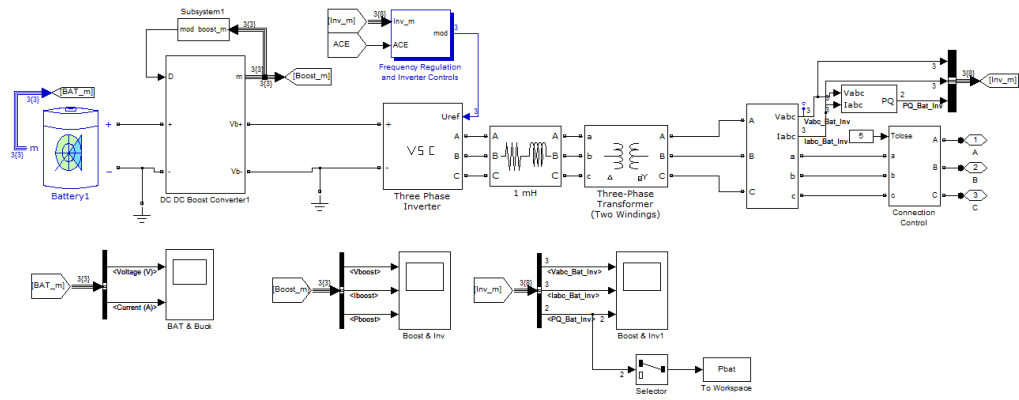 Subsystem1
mod boost_m
3{3}
3{3}
3{3}
[Boost_m]
D
m
+
-
Vb+
Vb-
DC DC Boost Converter1
[BAT_m]
3{3}
m
+
−
Battery1
[Inv_m]
3{8}
ACE
Inv_m
ACE
mod
3
Frequency Regulation
and Inverter Controls
3
Uref
+
-
VSC
A
B
C
Three Phase
Inverter
A
B
C
A
B
C
1 mH
a
b
c
A
B
C
Δ
Y
Three-Phase
Transformer
(Two Windings)
A
B
C
Vabc
Iabc
a
b
c
3
Vabc_Bat_Inv
3
Iabc_Bat_Inv
Vabc
Iabc
PQ
2
PQ_Bat_Inv
3
3
3{8}
[Inv_m]
5
Tclose
a
b
c
A
B
C
Connection
Control
1
A
2
B
3
C
[BAT_m]
3{3}
<Voltage (V)>
<Current (A)>
BAT & Buck
[Boost_m]
3{3}
<Vboost>
<Iboost>
<Pboost>
Boost & Inv
[Inv_m]
3{8}
3
<Vabc_Bat_Inv>
3
<Iabc_Bat_Inv>
2
<PQ_Bat_Inv>
2
Boost & Inv1
2
Selector
Pbat
To Workspace